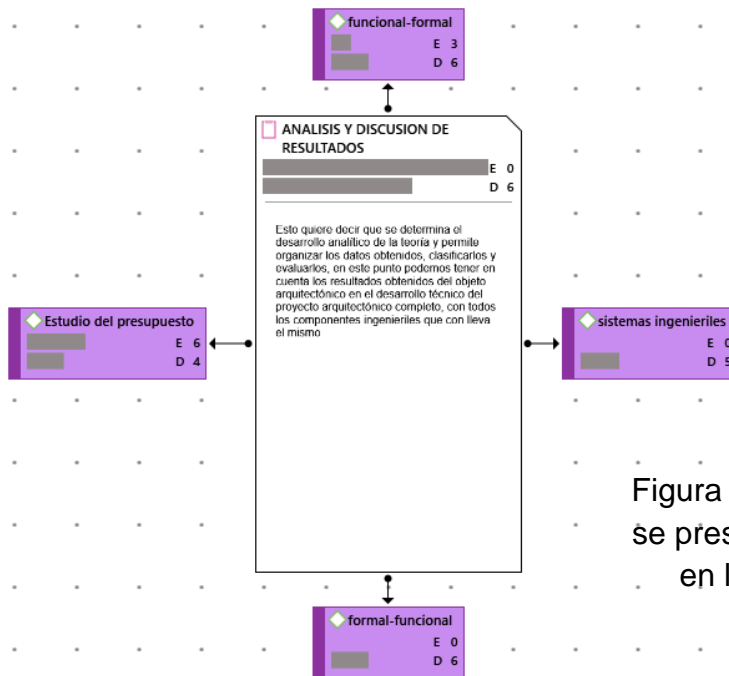 funcional-formal
E 3
D 6
ANALISIS Y DISCUSION DE
RESULTADOS
E 0
D 6
Esto quiere decir que se determina el
desarrollo analítico de la teoría y permite
organizar los datos obtenidos, clasificarlos y
evaluarlos, en este punto podemos tener en
cuenta los resultados obtenidos del objeto
arquitectónico en el desarrollo técnico del
proyecto arquitectónico completo, con todos
los componentes ingenieriles que con lleva
el mismo
Estudio del presupuesto
E 6
D 4
sistemas ingenieriles
E 0
D 5
Figura
se pres
en l
formal-funcional
E 0
D 6